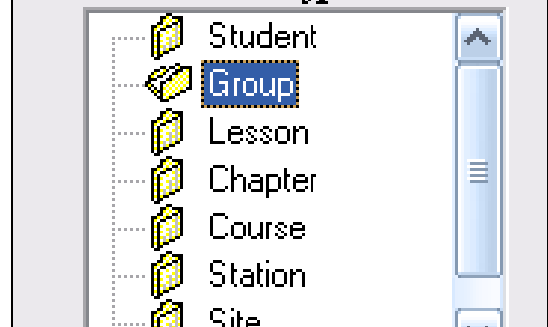 Student
Group
Lesson
Chapter
Course
Station
Site